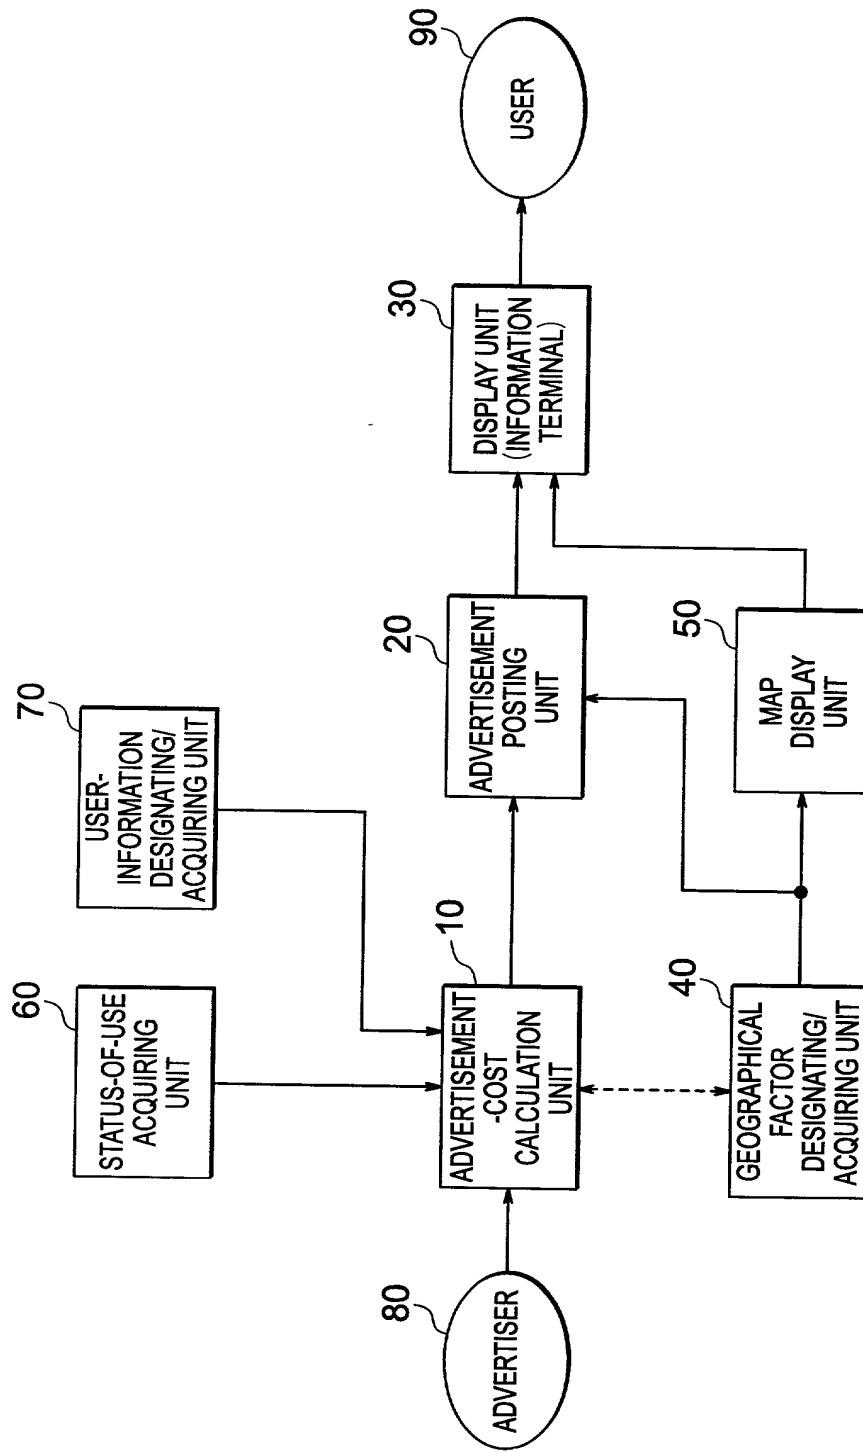 60
STATUS-OF-USE
ACQUIRING
UNIT
70
USER-
INFORMATION
DESIGNATING/
ACQUIRING UNIT
80
ADVERTISER
10
ADVERTISEMENT
-COST
CALCULATION
UNIT
20
ADVERTISEMENT
POSTING
UNIT
30
DISPLAY UNIT
(INFORMATION
TERMINAL)
90
USER
40
GEOGRAPHICAL
FACTOR
DESIGNATING/
ACQUIRING UNIT
50
MAP
DISPLAY
UNIT